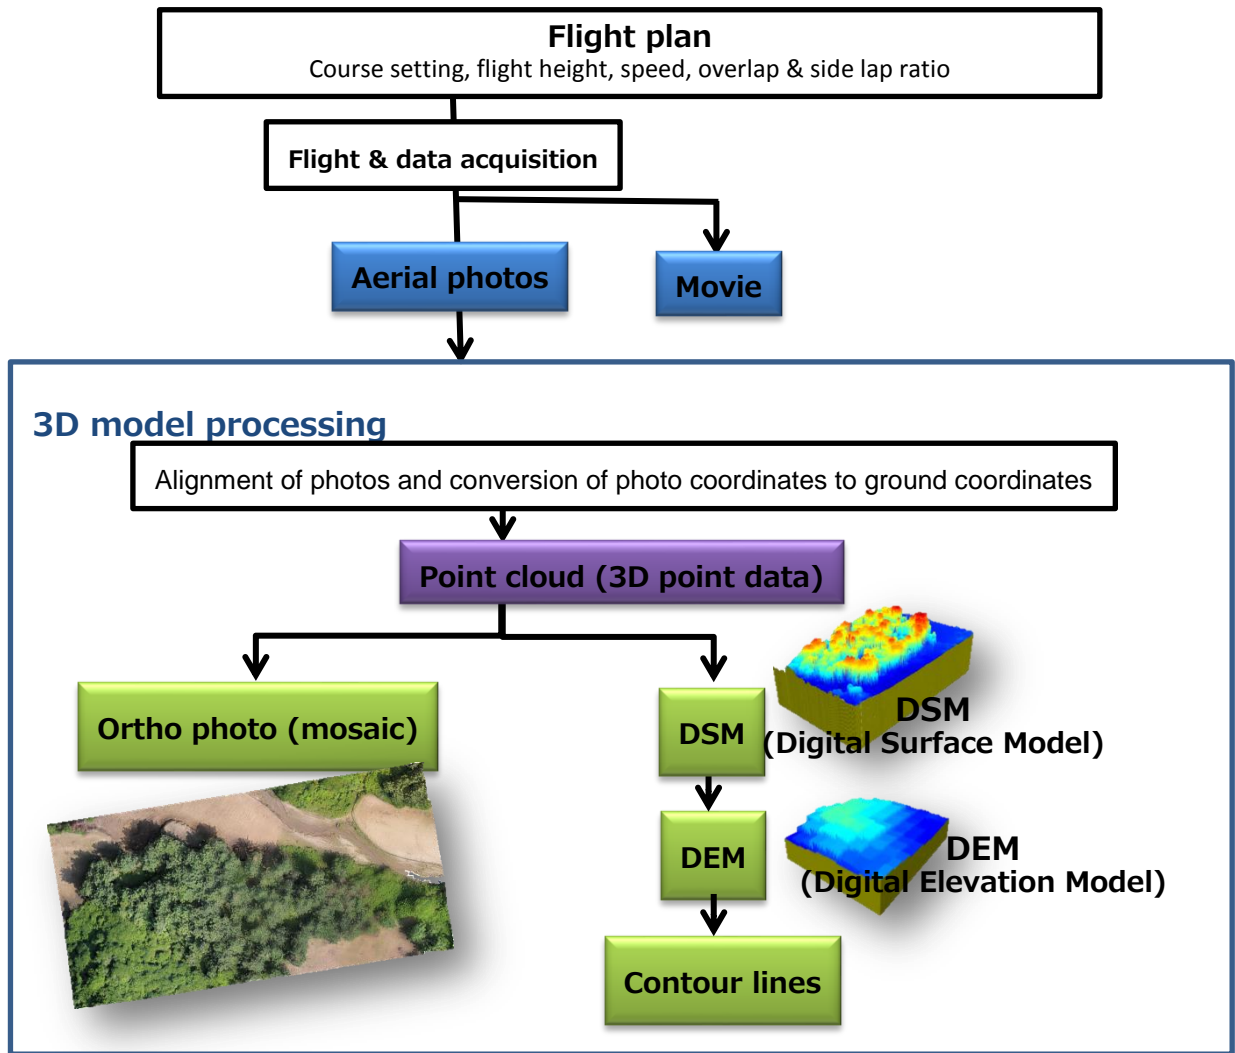 Flight plan
Course setting, flight height, speed, overlap & side lap ratio
Flight & data acquisition
Aerial photos
Movie
3D model processing
Alignment of photos and conversion of photo coordinates to ground coordinates
Point cloud (3D point data)
Ortho photo (mosaic)
DSM
DSM
(Digital Surface Model)
DEM
DEM
(Digital Elevation Model)
Contour lines